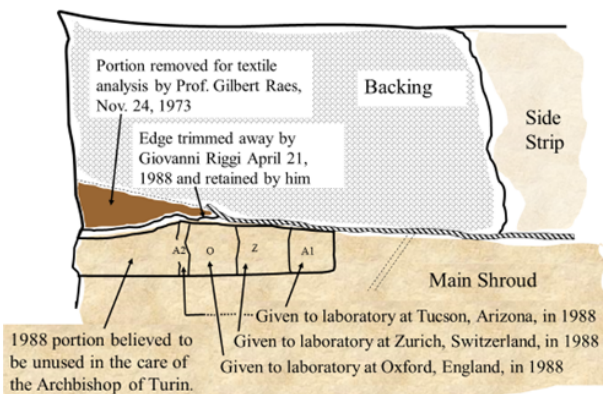 Portion removed for textile
analysis by Prof. Gilbert Raes,
Nov. 24, 1973
Backing
Side
Strip
Edge trimmed away by
Giovanni Riggi April 21,
1988 and retained by him
A2
O
Z
A1
Main Shroud
Given to laboratory at Tucson, Arizona, in 1988
Given to laboratory at Zurich, Switzerland, in 1988
Given to laboratory at Oxford, England, in 1988
1988 portion believed to
be unused in the care of
the Archbishop of Turin.